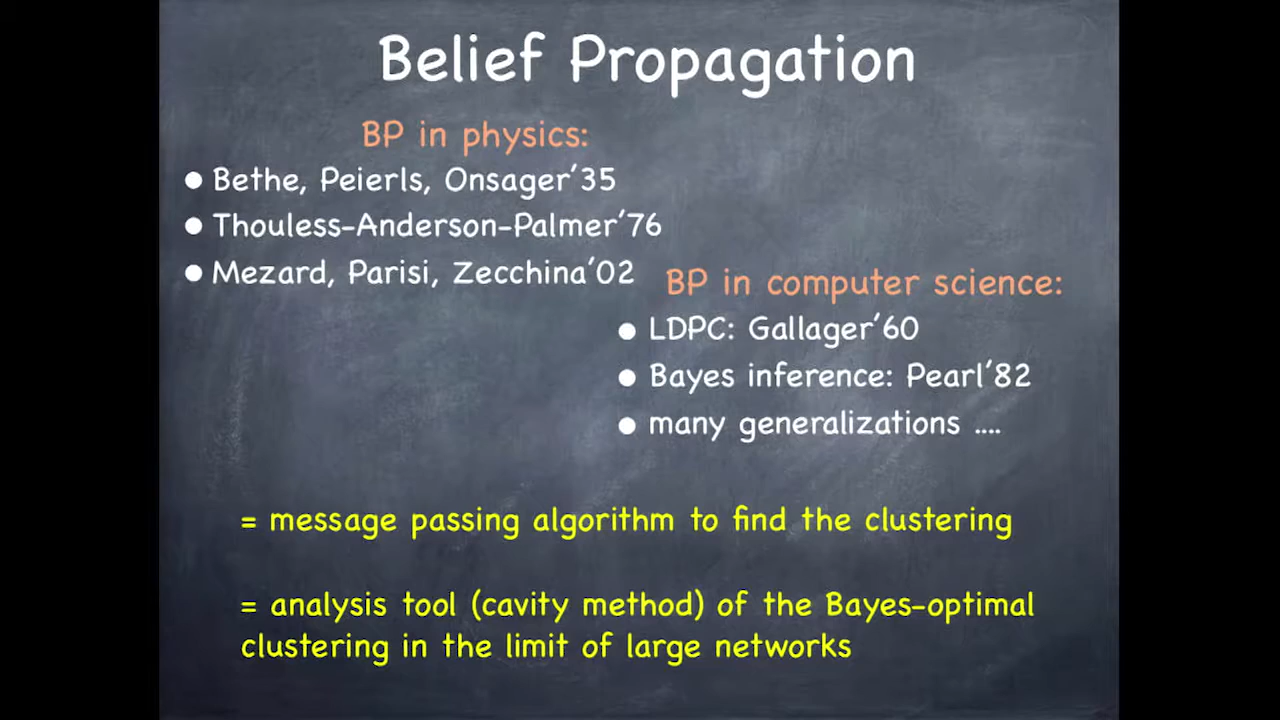 Belief Propagation
BP in physics:
● Bethe, Peierls, Onsager'35
● Thouless-Anderson-Palmer'76
● Mezard, Parisi, Zecchina'02
BP in computer science:
● LDPC: Gallager'60
● Bayes inference: Pearl'82
● many generalizations ....
= message passing algorithm to find the clustering
= analysis tool (cavity method) of the Bayes-optimal
clustering in the limit of large networks